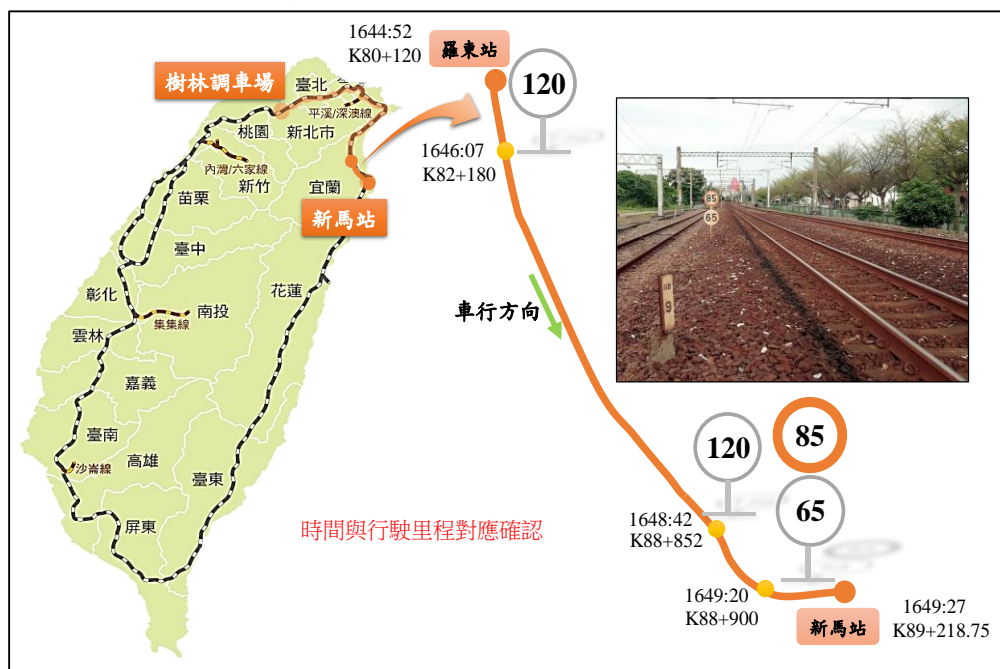 1644:52
K80+120
羅東站
120
樹林調車場
臺北
平溪/深澳線
桃園
新北市
1646:07
K82+180
內灣/六家線
新竹
宜蘭
苗栗
新馬站
臺中
85
65
彰化
花蓮
南投
集集線
雲林
車行方向
9
嘉義
臺南
高雄
沙崙線
臺東
屏東
時間與行駛里程對應確認
120
85
65
1648:42
K88+852
1649:20
K88+900
新馬站
1649:27
K89+218.75